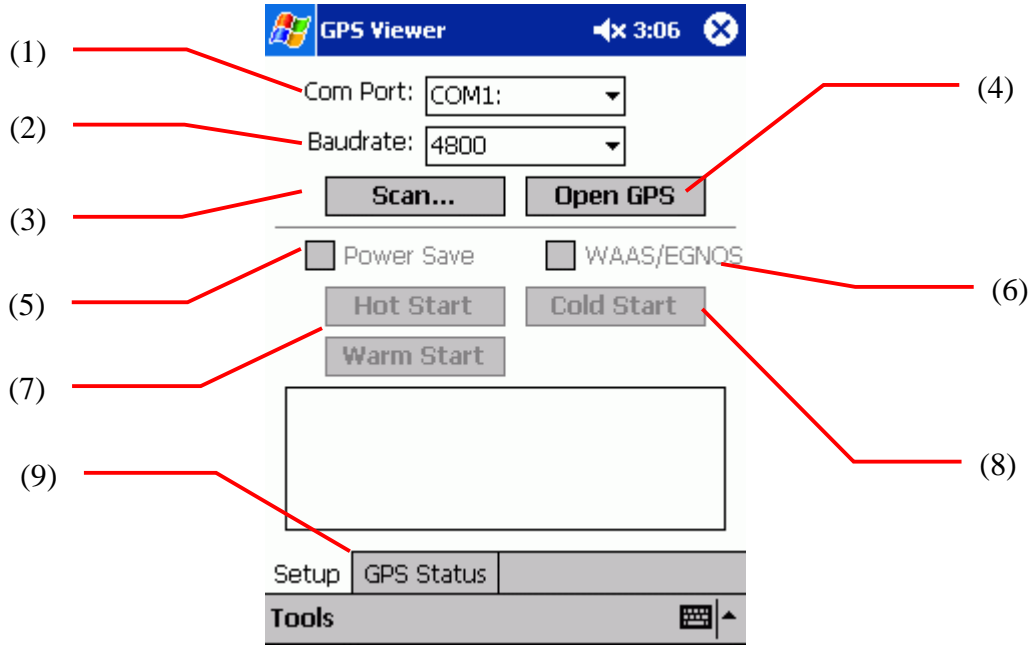 GPS Viewer 3:06
(1)
Com Port: COM1:
(4)
(2)
Baudrate: 4800
Scan... Open GPS
(3)
Power Save WAAS/EGNOS
(5)
Hot Start Cold Start
(6)
Warm Start
(7)
(8)
(9)
Setup GPS Status
Tools